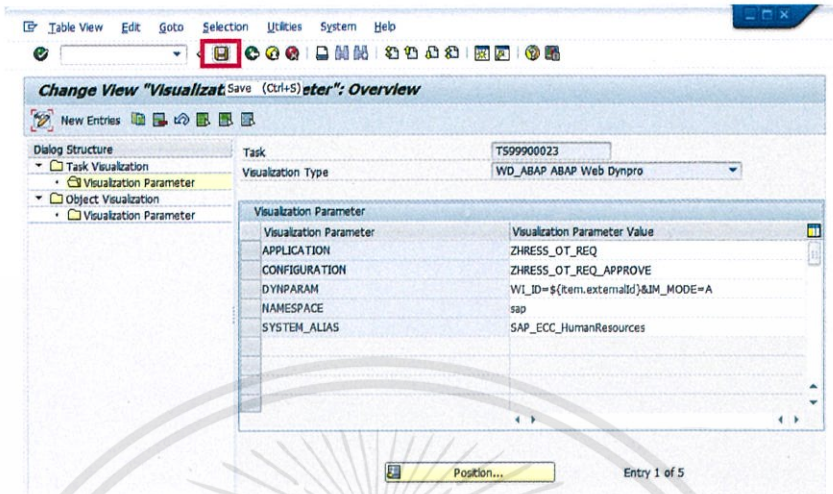 Table View Edit Goto Selection Utilities System Help
Change View "Visualizat Save (Ctrl+S) eter": Overview
New Entries
Dialog Structure
Task Visualization
Visualization Parameter
Object Visualization
Visualization Parameter
Task TS99900023
Visualization Type WD_ABAP ABAP Web Dynpro
Visualization Parameter
Visualization Parameter Visualization Parameter Value
APPLICATION ZHRESS_OT_REQ
CONFIGURATION ZHRESS_OT_REQ_APPROVE
DYNPARAM WI_ID=${item.externalId}&IM_MODE=A
NAMESPACE sap
SYSTEM_ALIAS SAP_ECC_HumanResources
Position... Entry 1 of 5